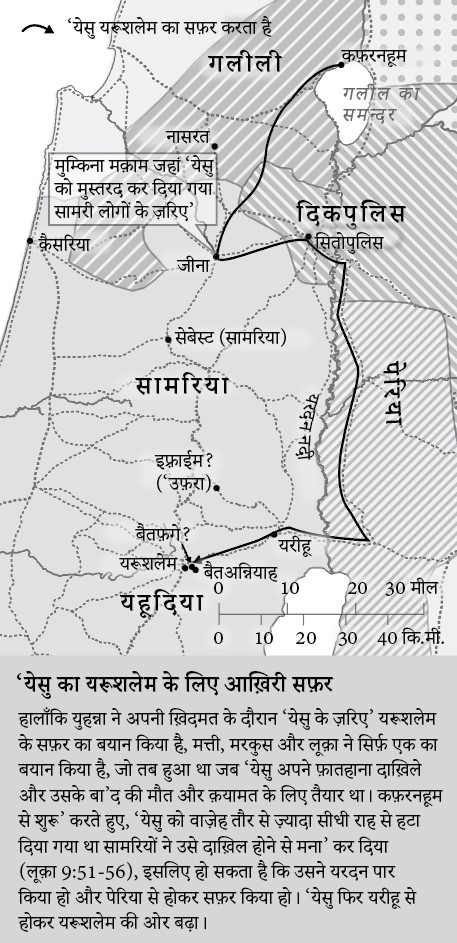 ‘येसु यरूशलेम का सफ़र करता है
गलीली
कफ़रनहूम
गलील का
समन्दर
नासरत
मुम्किना मक़ाम जहां ‘येसु
को मुस्तरद कर दिया गया
सामरी लोगों के ज़रिए’
दिकपुलिस
सितोपुलिस
कैसरिया
जीना
सेबेस्ट (सामरिया)
सामरिया
पेरिया
यरदन नदी
इफ़्राईम?
(‘उफ़रा)
बैतफ़गे?
यरीहू
यरूशलेम
बैतअन्नियाह
यहूदिया
0 10 20 30 मील
0 10 20 30 40 कि.मी.
‘येसु का यरूशलेम के लिए आख़िरी सफ़र
हालाँकि युहन्ना ने अपनी ख़िदमत के दौरान ‘येसु के ज़रिए’ यरूशलेम
के सफ़र का बयान किया है, मत्ती, मरकुस और लूक़ा ने सिर्फ़ एक का
बयान किया है, जो तब हुआ था जब ‘येसु अपने फ़ातहाना दाख़िले
और उसके बा’द की मौत और क़यामत के लिए तैयार था। कफ़रनहूम
से शुरू’ करते हुए, ‘येसु को वाज़ेह तौर से ज़्यादा सीधी राह से हटा
दिया गया था सामरियों ने उसे दाख़िल होने से मना’ कर दिया
(लूक़ा 9:51-56), इसलिए हो सकता है कि उसने यरदन पार
किया हो और पेरिया से होकर सफ़र किया हो। ‘येसु फिर यरीहू से
होकर यरूशलेम की ओर बढ़ा।